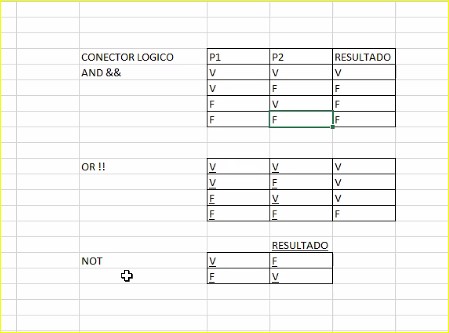 CONECTOR LOGICO P1 P2 RESULTADO
AND && V V V
V F F
F V F
F F F
OR !! V V V
V F V
F V V
F F F
RESULTADO
NOT V F
F V